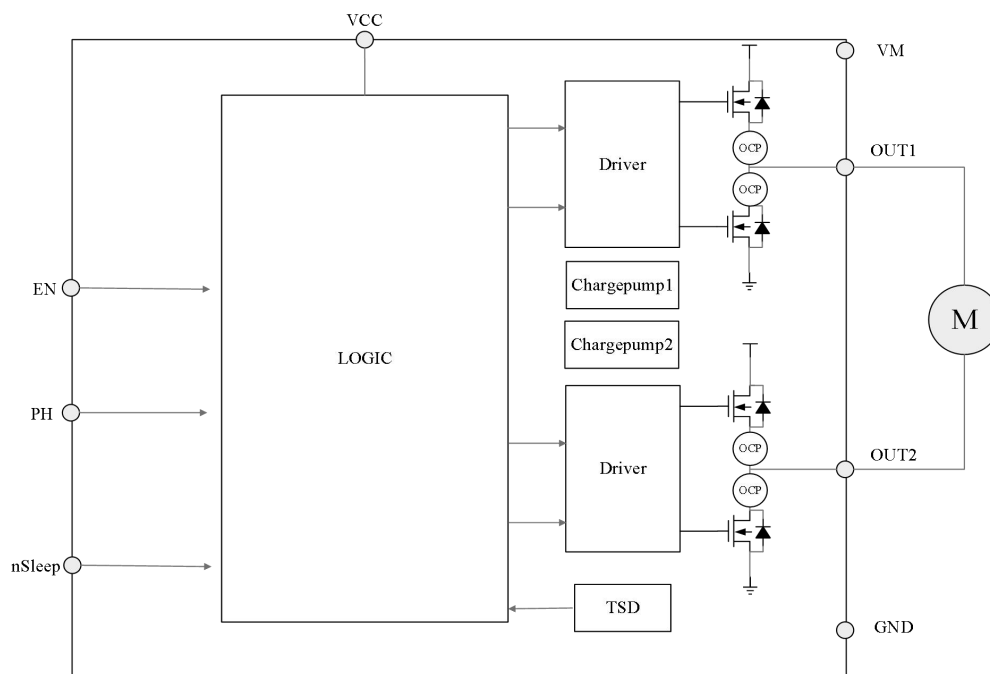 VCC
VM
OCP
Driver
OUT1
OCP
EN
Chargepump1
M
Chargepump2
LOGIC
PH
OCP
OUT2
Driver
OCP
nSleep
TSD
GND